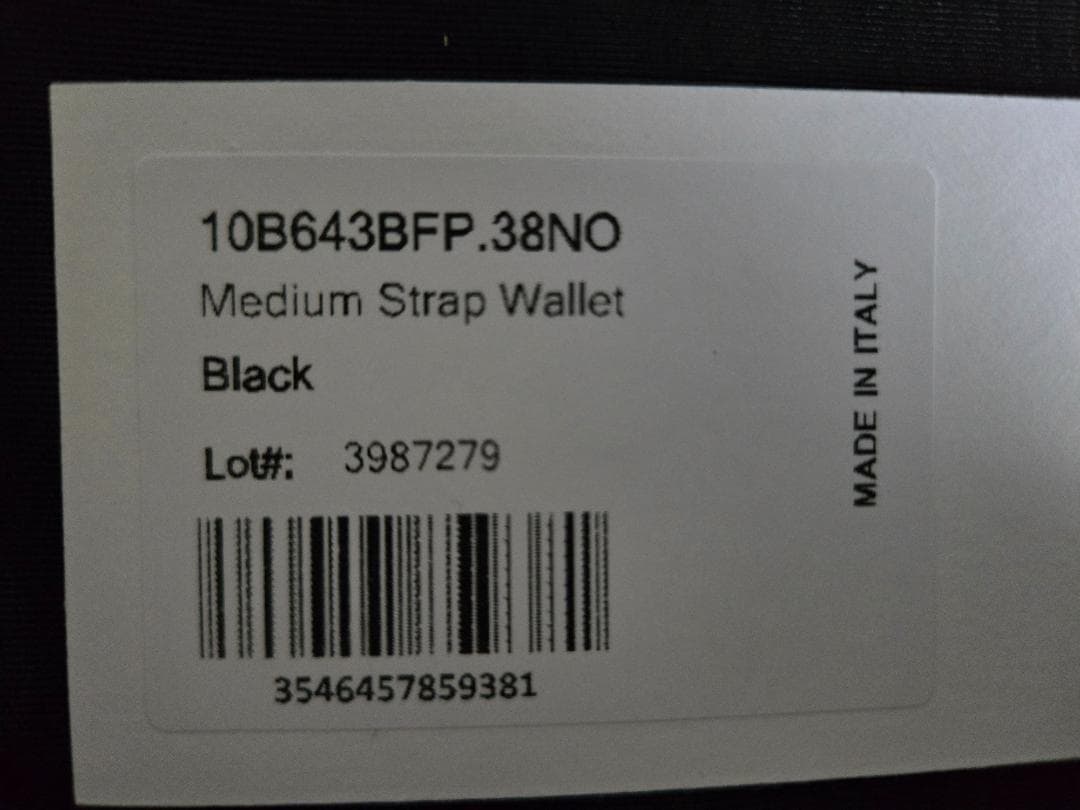 10B643BFP.38NO
Medium Strap Wallet
Black
Lot#: 3987279
3546457859381
MADE IN ITALY